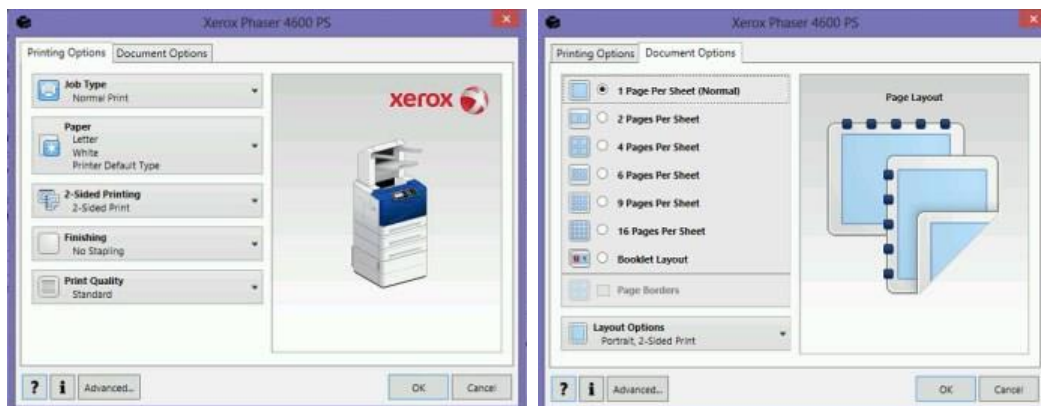 Xerox Phaser 4600 PS
Printing Options Document Options
Job Type
Normal Print
Paper
Letter
White
Printer Default Type
2-Sided Printing
2-Sided Print
Finishing
No Stapling
Print Quality
Standard
xerox
? i Advanced... OK Cancel
Xerox Phaser 4600 PS
Printing Options Document Options
1 Page Per Sheet (Normal)
2 Pages Per Sheet
4 Pages Per Sheet
6 Pages Per Sheet
9 Pages Per Sheet
16 Pages Per Sheet
Booklet Layout
Page Borders
Layout Options
Portrait, 2-Sided Print
Page Layout
? i Advanced... OK Cancel